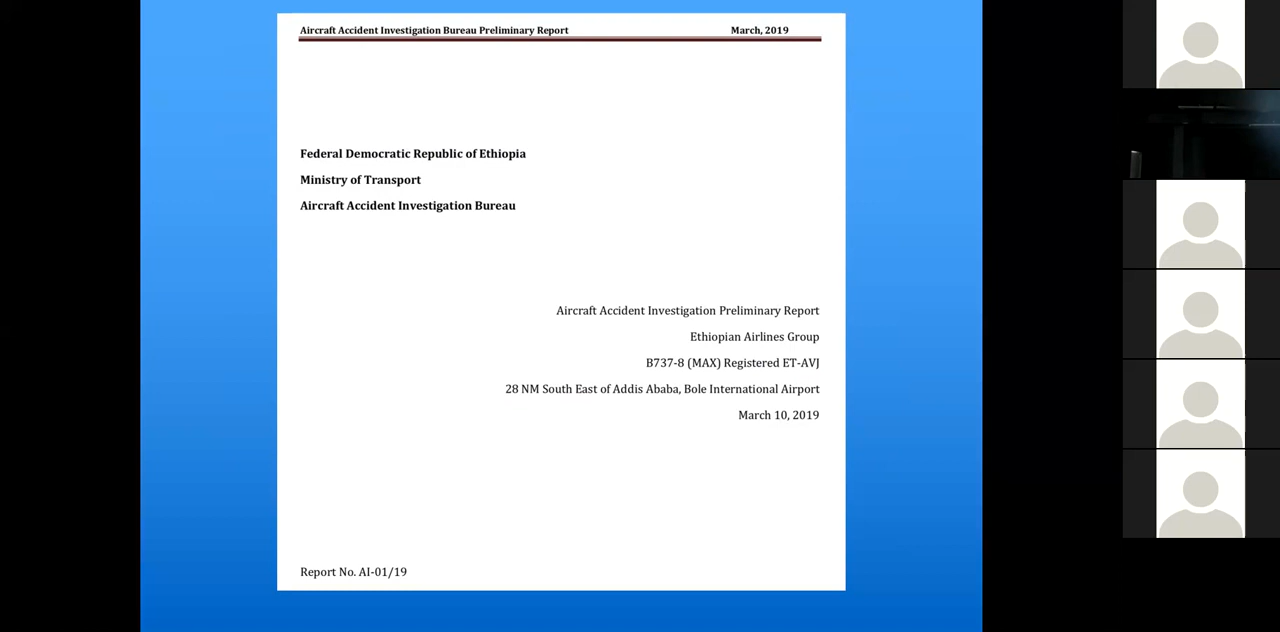 Aircraft Accident Investigation Bureau Preliminary Report March, 2019
Federal Democratic Republic of Ethiopia
Ministry of Transport
Aircraft Accident Investigation Bureau
Aircraft Accident Investigation Preliminary Report
Ethiopian Airlines Group
B737-8 (MAX) Registered ET-AVJ
28 NM South East of Addis Ababa, Bole International Airport
March 10, 2019
Report No. AI-01/19